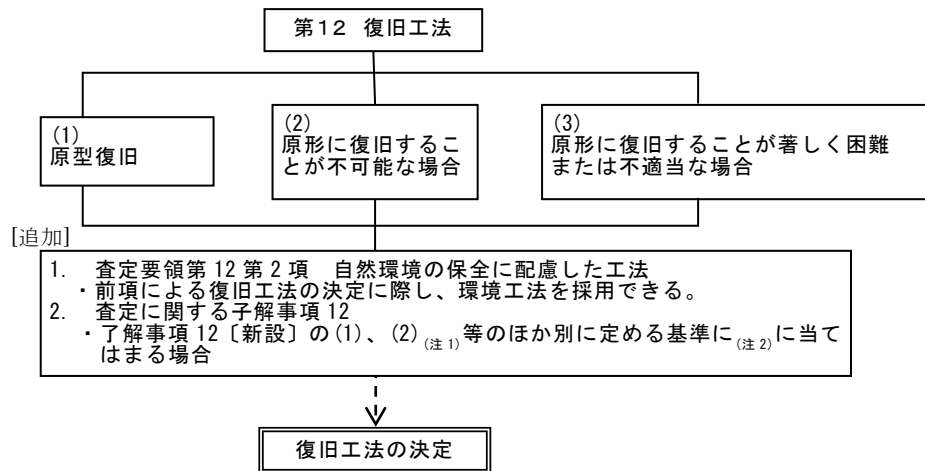 第１２ 復旧工法
(1)
原型復旧
(2)
原形に復旧するこ
とが不可能な場合
(3)
原形に復旧することが著しく困難
または不適当な場合
[追加]
1. 査定要領第 12 第 2 項 自然環境の保全に配慮した工法
・前項による復旧工法の決定に際し、環境工法を採用できる。
2. 査定に関する子解事項 12
・了解事項 12〔新設〕の(1)、(2)(注 1)等のほか別に定める基準に(注 2)に当て
はまる場合
復旧工法の決定